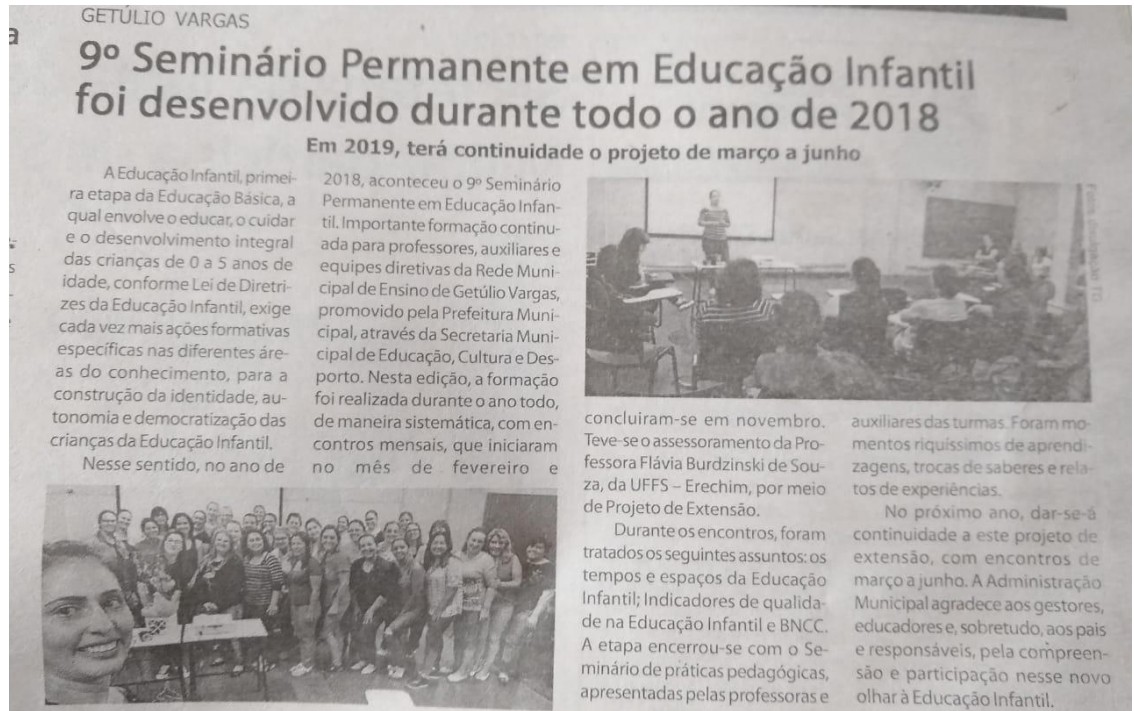 a
GETÚLIO VARGAS
9º Seminário Permanente em Educação Infantil
foi desenvolvido durante todo o ano de 2018
Em 2019, terá continuidade o projeto de março a junho
A Educação Infantil, primei-
ra etapa da Educação Básica, a
qual envolve o educar, o cuidar
e o desenvolvimento integral
das crianças de 0 a 5 anos de
idade, conforme Lei de Diretri-
zes da Educação Infantil, exige
cada vez mais ações formativas
específicas nas diferentes áre-
as do conhecimento, para a
construção da identidade, au-
tonomia e democratização das
crianças da Educação Infantil.
Nesse sentido, no ano de
2018, aconteceu o 9º Seminário
Permanente em Educação Infan-
til. Importante formação continu-
ada para professores, auxiliares e
equipes diretivas da Rede Muni-
cipal de Ensino de Getúlio Vargas,
promovido pela Prefeitura Muni-
cipal, através da Secretaria Muni-
cipal de Educação, Cultura e Des-
porto. Nesta edição, a formação
foi realizada durante o ano todo,
de maneira sistemática, com en-
contros mensais, que iniciaram
no mês de fevereiro e
concluiram-se em novembro.
Teve-se o assessoramento da Pro-
fessora Flávia Burdzinski de Sou-
za, da UFFS – Erechim, por meio
de Projeto de Extensão.
Durante os encontros, foram
tratados os seguintes assuntos: os
tempos e espaços da Educação
Infantil; Indicadores de qualida-
de na Educação Infantil e BNCC.
A etapa encerrou-se com o Se-
minário de práticas pedagógicas,
apresentadas pelas professoras e
auxiliares das turmas. Foram mo-
mentos riquíssimos de aprendi-
zagens, trocas de saberes e rela-
tos de experiências.
No próximo ano, dar-se-á
continuidade a este projeto de
extensão, com encontros de
março a junho. A Administração
Municipal agradece aos gestores,
educadores e, sobretudo, aos pais
e responsáveis, pela compreen-
são e participação nesse novo
olhar à Educação Infantil.